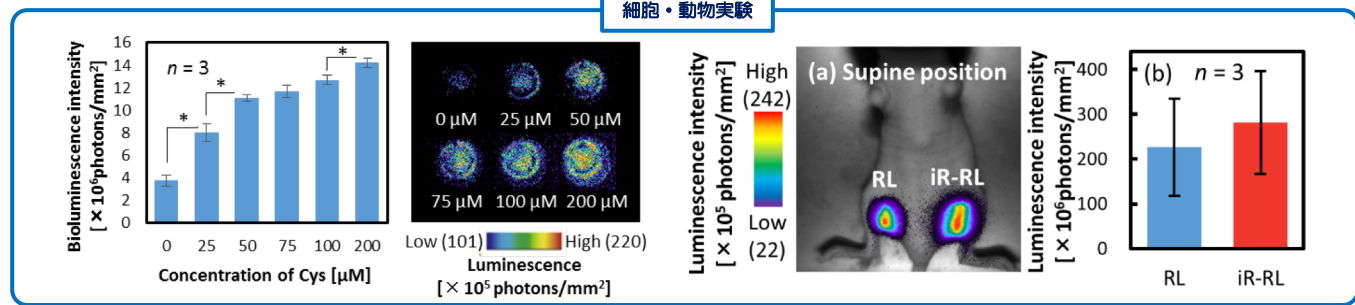 細胞・動物実験
Bioluminescence intensity
[×10⁶photons/mm²]
16
14
12
10
8
6
4
2
0
n = 3
*
*
*
0
25
50
75
100
200
Concentration of Cys [µM]
0 µM
25 µM
50 µM
75 µM
100 µM
200 µM
Low (101)
High (220)
Luminescence
[×10⁵ photons/mm²]
Luminescence intensity
[×10⁵ photons/mm²]
High
(242)
Low
(22)
(a) Supine position
RL
iR-RL
Luminescence intensity
[×10⁶photons/mm²]
400
300
200
100
0
(b)
n = 3
RL
iR-RL